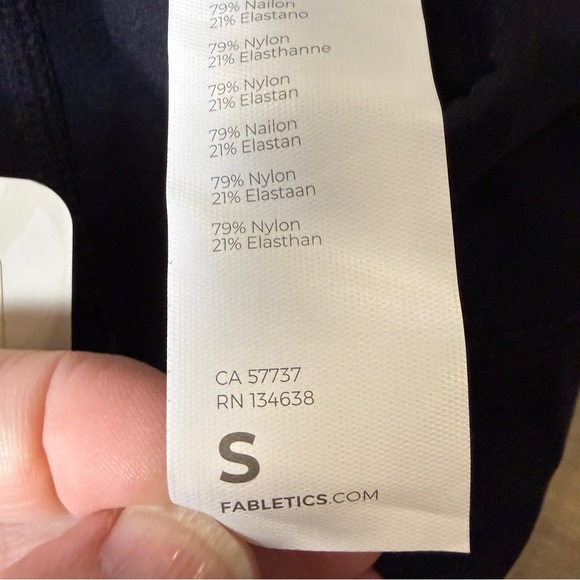 79% Nailon
21% Elastano
79% Nylon
21% Elasthanne
79% Nylon
21% Elastan
79% Nailon
21% Elastan
79% Nylon
21% Elastaan
79% Nylon
21% Elasthan
CA 57737
RN 134638
S
FABLETICS.COM